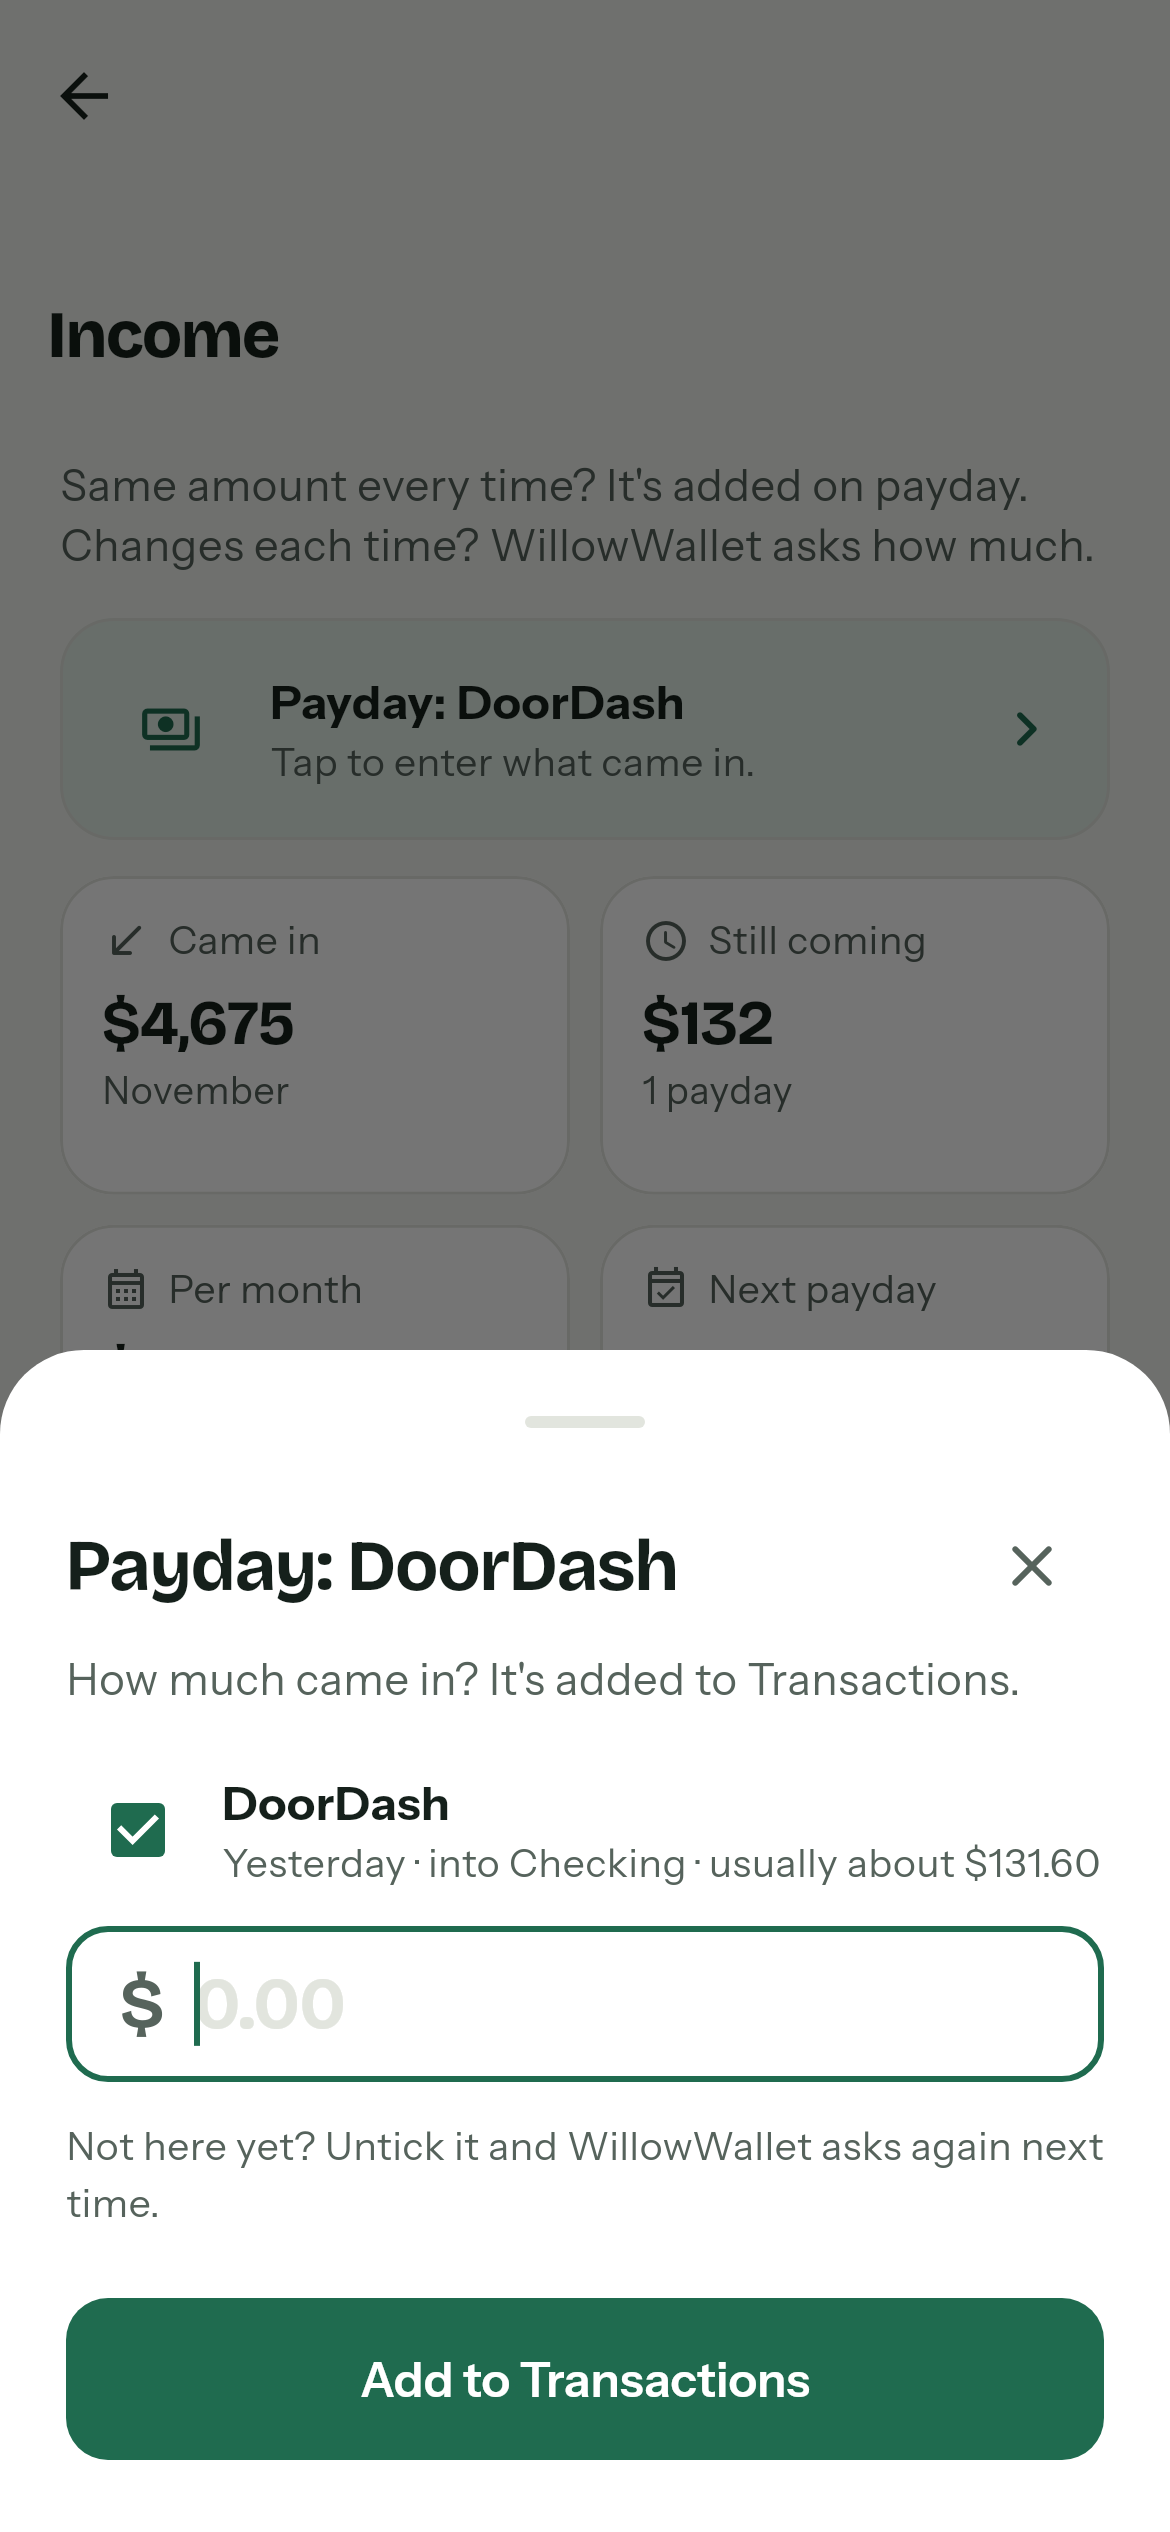 Income
Same amount every time? It's added on payday.
Changes each time? WillowWallet asks how much.
Payday: DoorDash
Tap to enter what came in.
Came in
$4,675
November
Still coming
$132
1 payday
Per month
Next payday
Payday: DoorDash
How much came in? It's added to Transactions.
DoorDash
Yesterday · into Checking · usually about $131.60
$ 0.00
Not here yet? Untick it and WillowWallet asks again next
time.
Add to Transactions